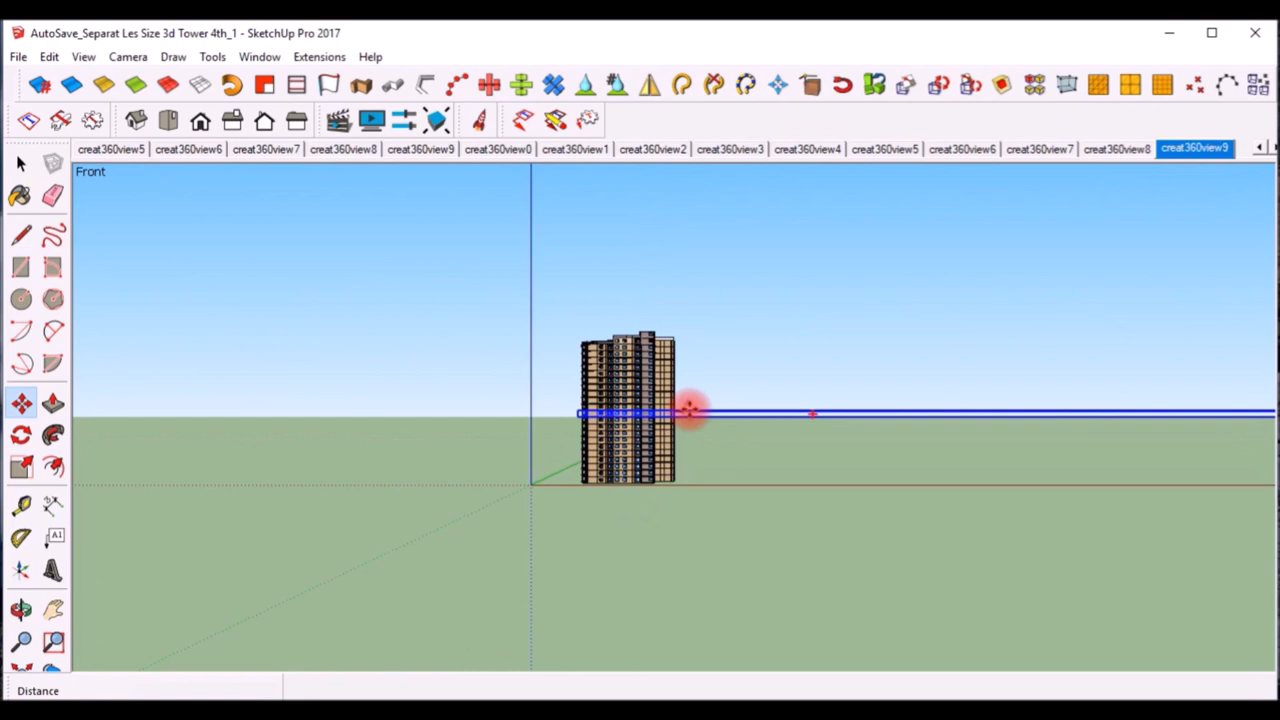 AutoSave_Separat Les Size 3d Tower 4th_1 - SketchUp Pro 2017
File Edit View Camera Draw Tools Window Extensions Help
creat360view5 creat360view6 creat360view7 creat360view8 creat360view9 creat360view0 creat360view1 creat360view2 creat360view3 creat360view4 creat360view5 creat360view6 creat360view7 creat360view8 creat360view9
Front
A1
Distance